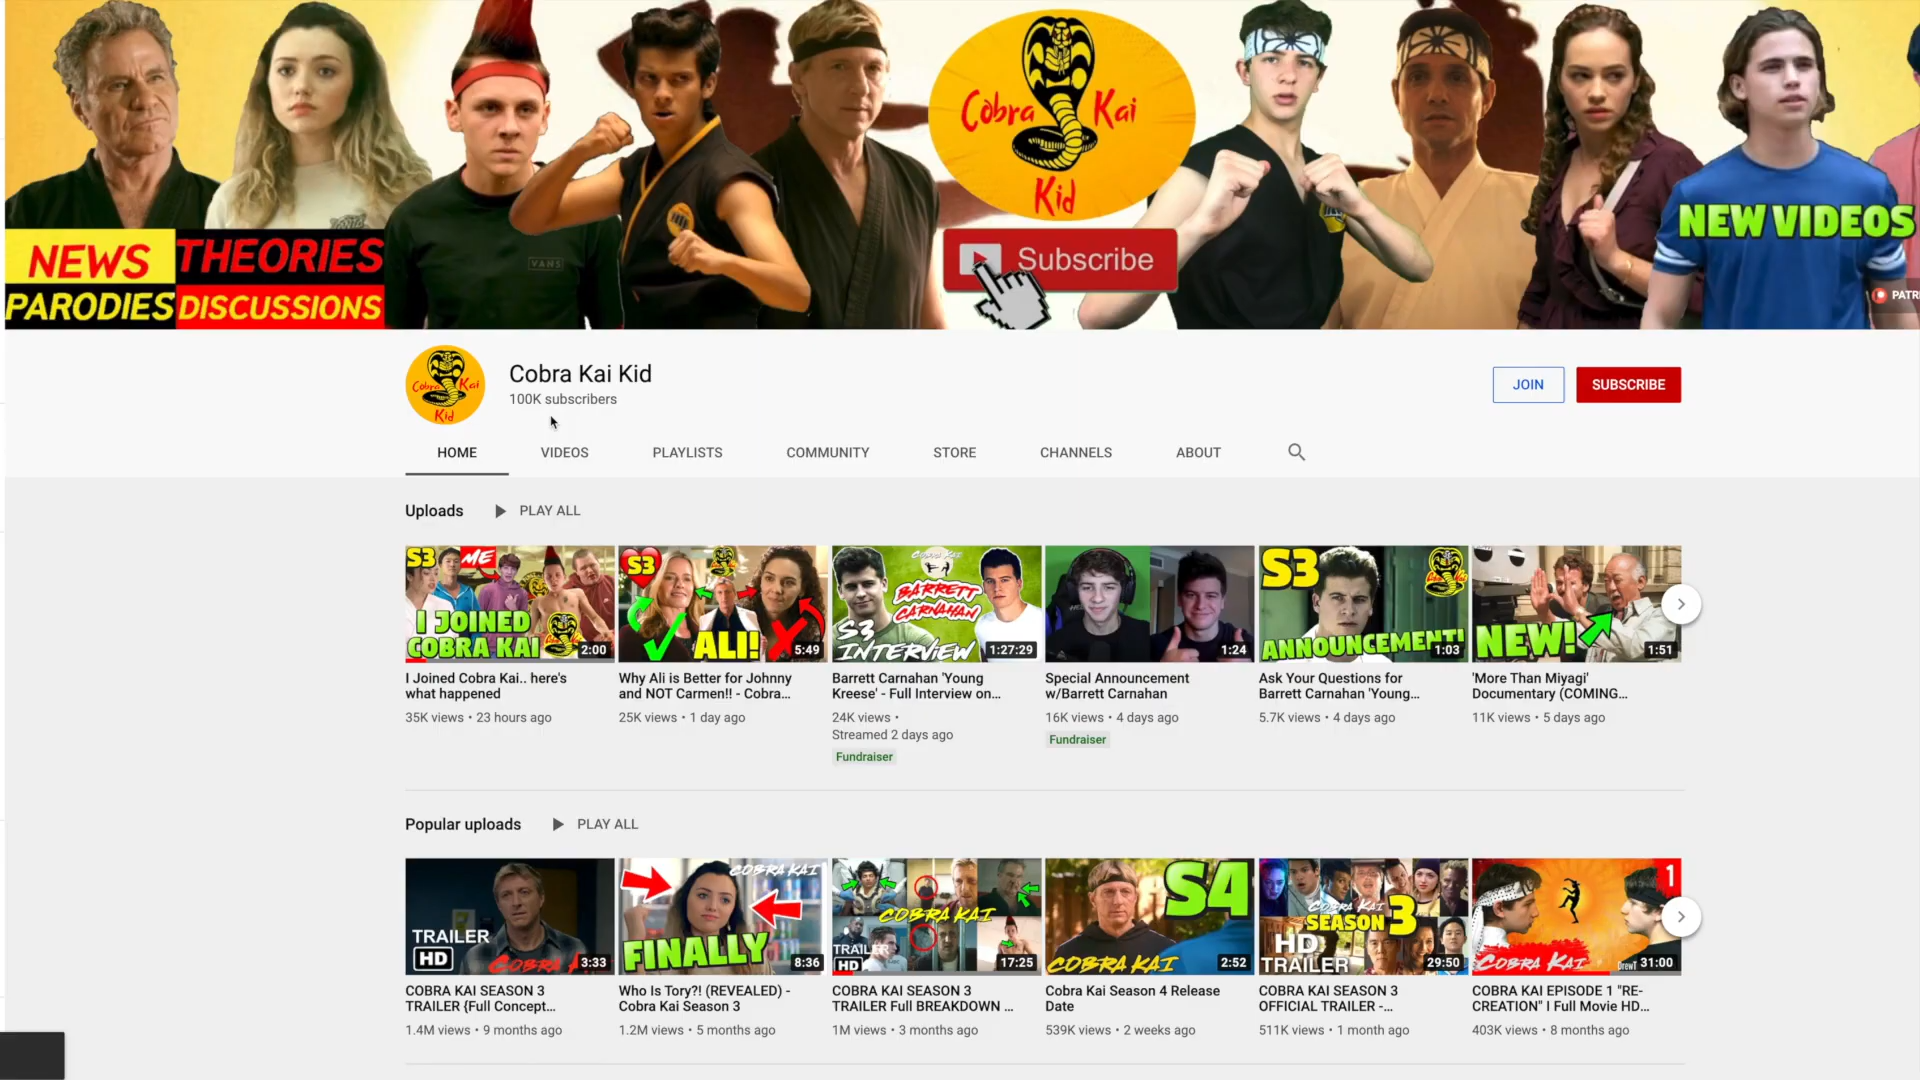 Cobra Kai
Kid
NEW VIDEOS
NEWS THEORIES
PARODIES DISCUSSIONS
VANS
Subscribe
PATR
Cobra Kai
Kid
Cobra Kai Kid
100K subscribers
JOIN
SUBSCRIBE
HOME
VIDEOS
PLAYLISTS
COMMUNITY
STORE
CHANNELS
ABOUT
Uploads
PLAY ALL
S3 ME
I JOINED
COBRA KAI
2:00
I Joined Cobra Kai.. here's
what happened
35K views • 23 hours ago
S3
ALI!
5:49
Why Ali is Better for Johnny
and NOT Carmen!! - Cobra...
25K views • 1 day ago
COBRA KAI
BARRETT
CARNAHAN
S3
INTERVIEW
1:27:29
Barrett Carnahan 'Young
Kreese' - Full Interview on...
24K views •
Streamed 2 days ago
Fundraiser
1:24
Special Announcement
w/Barrett Carnahan
16K views • 4 days ago
Fundraiser
S3
ANNOUNCEMENT!
1:03
Ask Your Questions for
Barrett Carnahan 'Young...
5.7K views • 4 days ago
NEW!
1:51
'More Than Miyagi'
Documentary (COMING...
11K views • 5 days ago
Popular uploads
PLAY ALL
TRAILER
HD
COBRA KAI
3:33
COBRA KAI SEASON 3
TRAILER {Full Concept...
1.4M views • 9 months ago
COBRA KAI
FINALLY
8:36
Who Is Tory?! (REVEALED) -
Cobra Kai Season 3
1.2M views • 5 months ago
COBRA KAI
TRAILER
HD
17:25
COBRA KAI SEASON 3
TRAILER Full BREAKDOWN ...
1M views • 3 months ago
S4
COBRA KAI
2:52
Cobra Kai Season 4 Release
Date
539K views • 2 weeks ago
COBRA KAI
SEASON 3
HD
TRAILER
29:50
COBRA KAI SEASON 3
OFFICIAL TRAILER -...
511K views • 1 month ago
1
COBRA KAI
DrewT
31:00
COBRA KAI EPISODE 1 "RE-
CREATION" I Full Movie HD...
403K views • 8 months ago